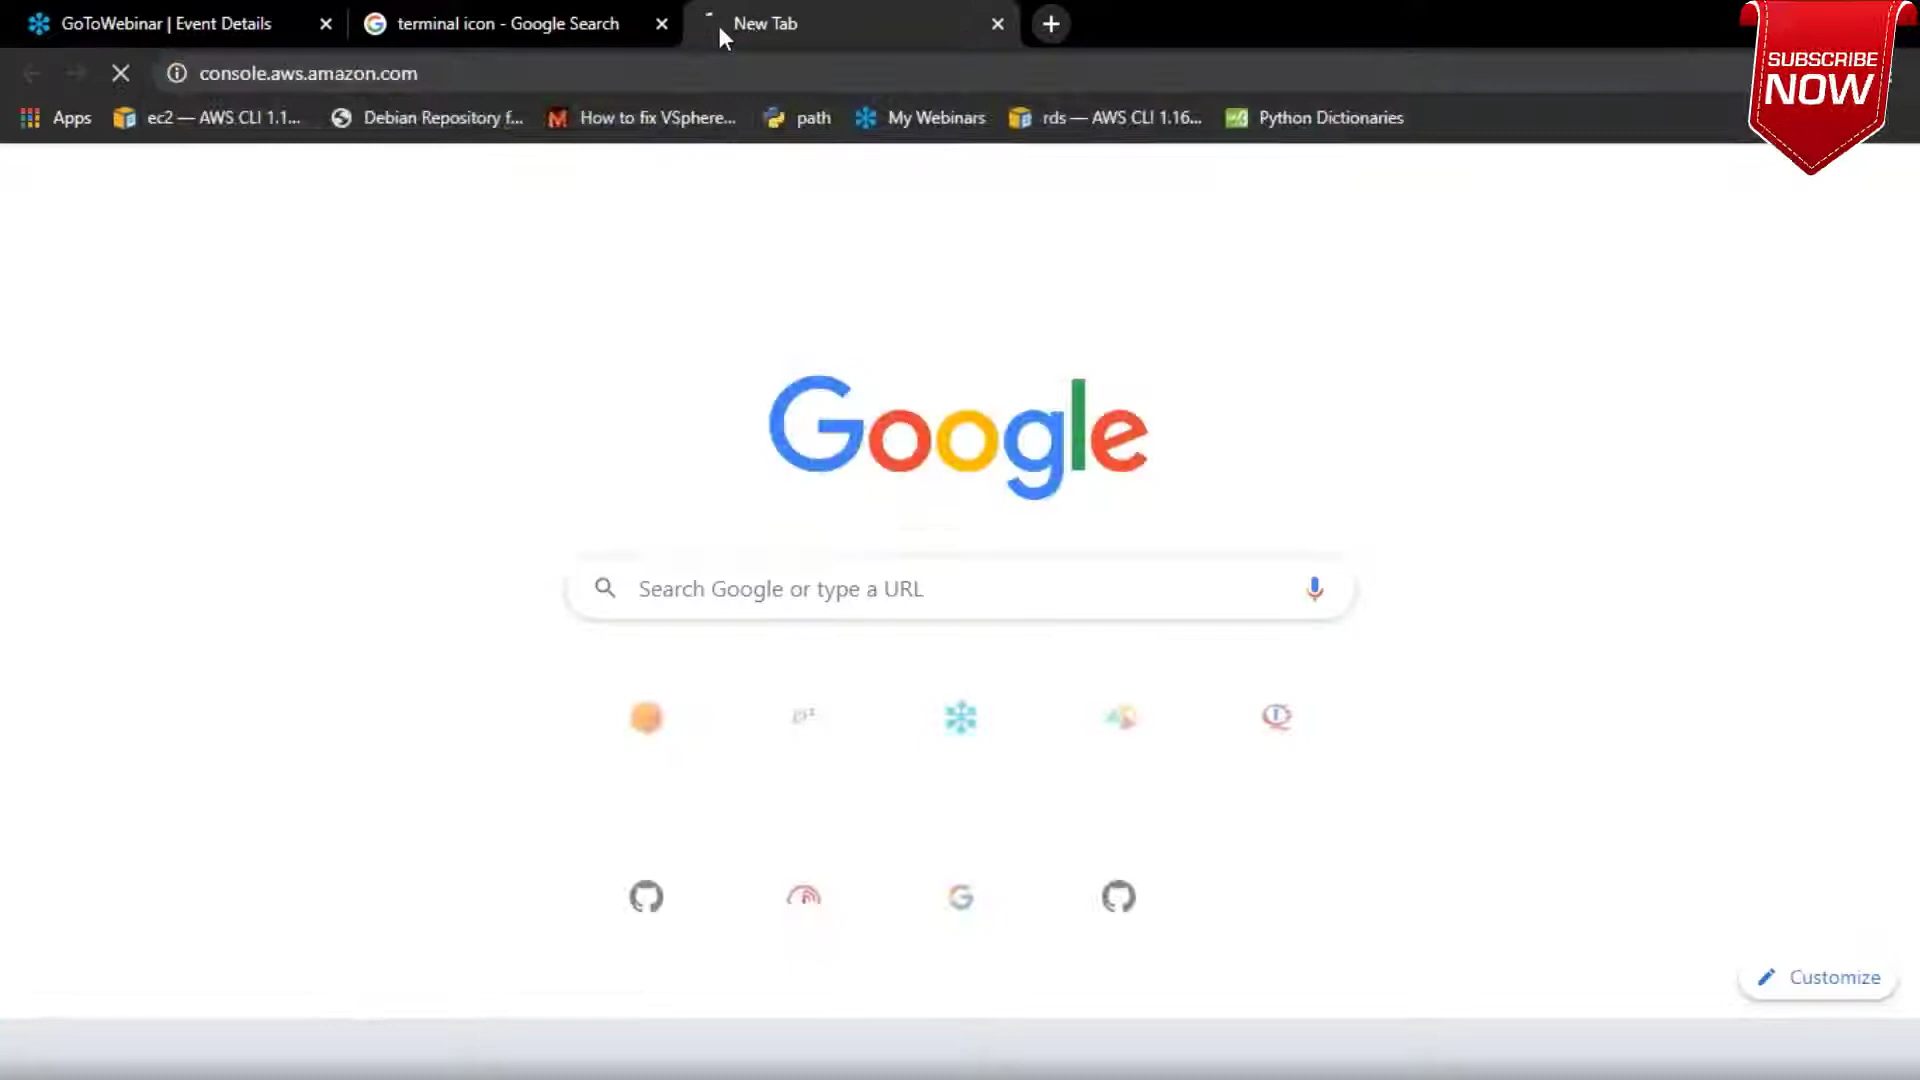 GoToWebinar | Event Details
terminal icon - Google Search
New Tab
console.aws.amazon.com
Apps
ec2 — AWS CLI 1.1...
Debian Repository f...
How to fix VSphere...
path
My Webinars
rds — AWS CLI 1.16...
Python Dictionaries
SUBSCRIBE
NOW
Google
Search Google or type a URL
Customize